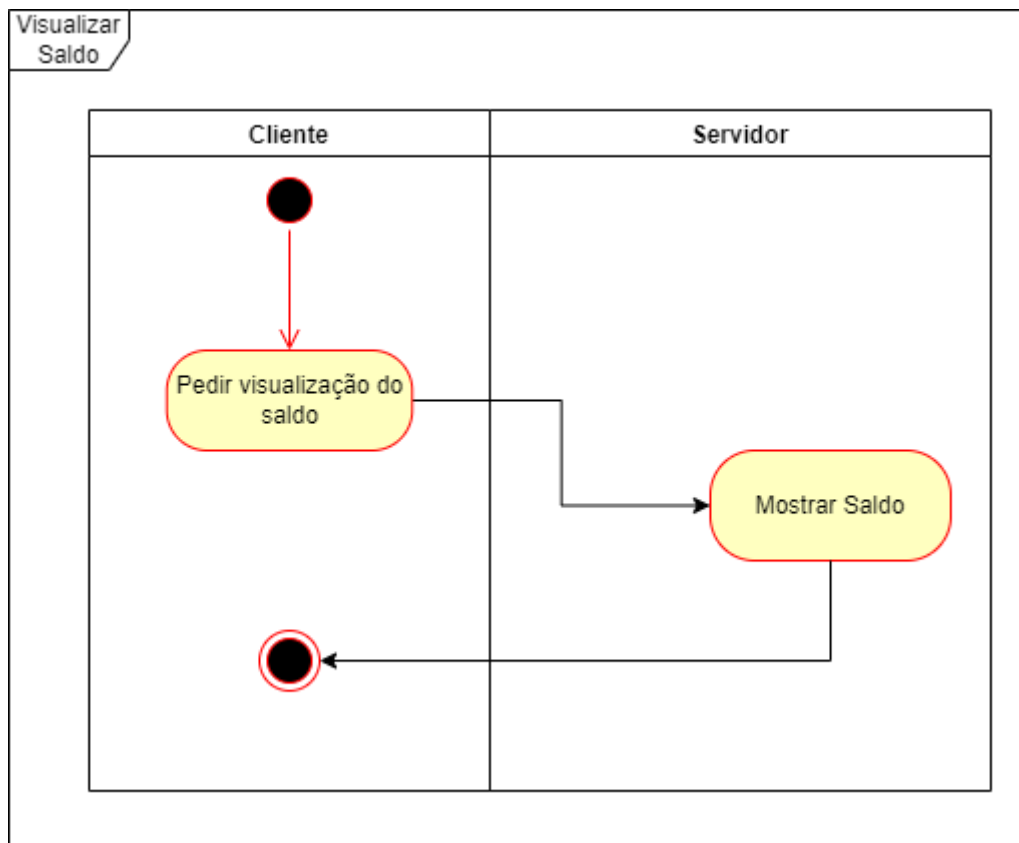 Visualizar
Saldo
Cliente
Servidor
Pedir visualização do
saldo
Mostrar Saldo